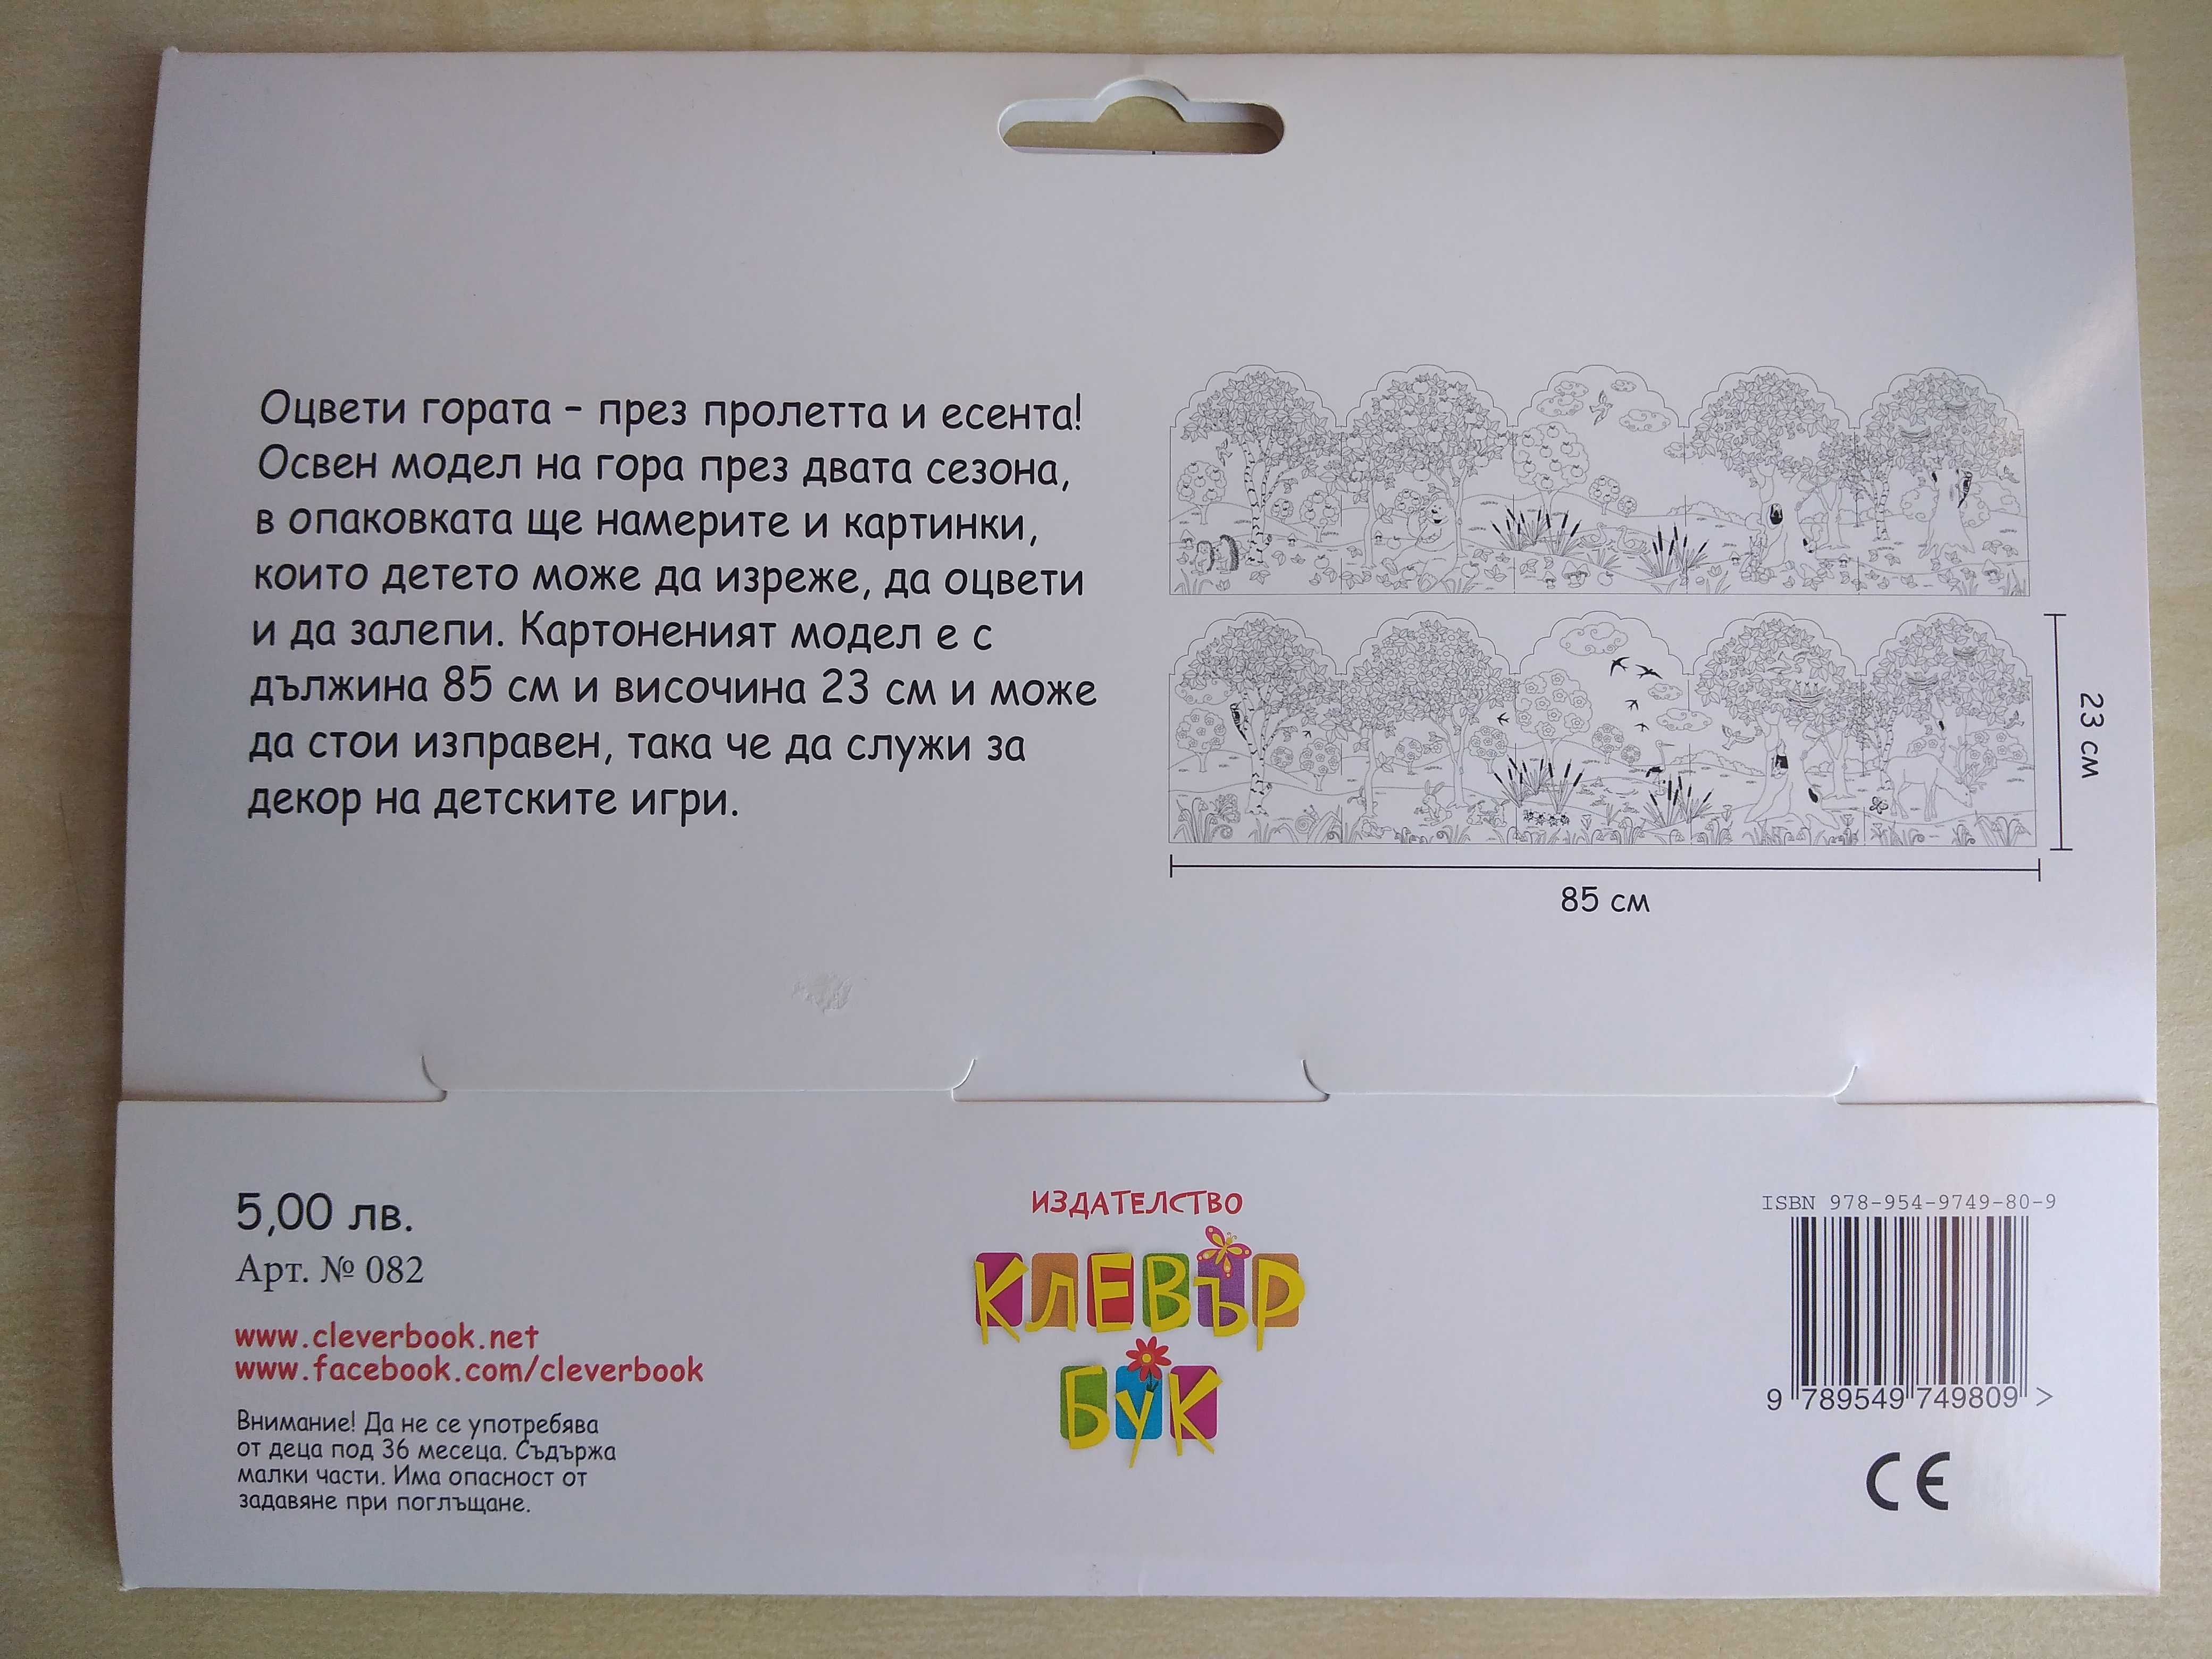 Оцвети гората – през пролетта и есента!
Освен модел на гора през двата сезона,
в опаковката ще намерите и картинки,
които детето може да изреже, да оцвети
и да залепи. Картоненият модел е с
дължина 85 см и височина 23 см и може
да стои изправен, така че да служи за
декор на детските игри.
23 см
85 см
5,00 лв.
Арт. № 082
www.cleverbook.net
www.facebook.com/cleverbook
Внимание! Да не се употребява
от деца под 36 месеца. Съдържа
малки части. Има опасност от
задавяне при поглъщане.
ИЗДАТЕЛСТВО
КЛЕВЪР
БУК
ISBN 978-954-9749-80-9
9 789549 749809 >
CE